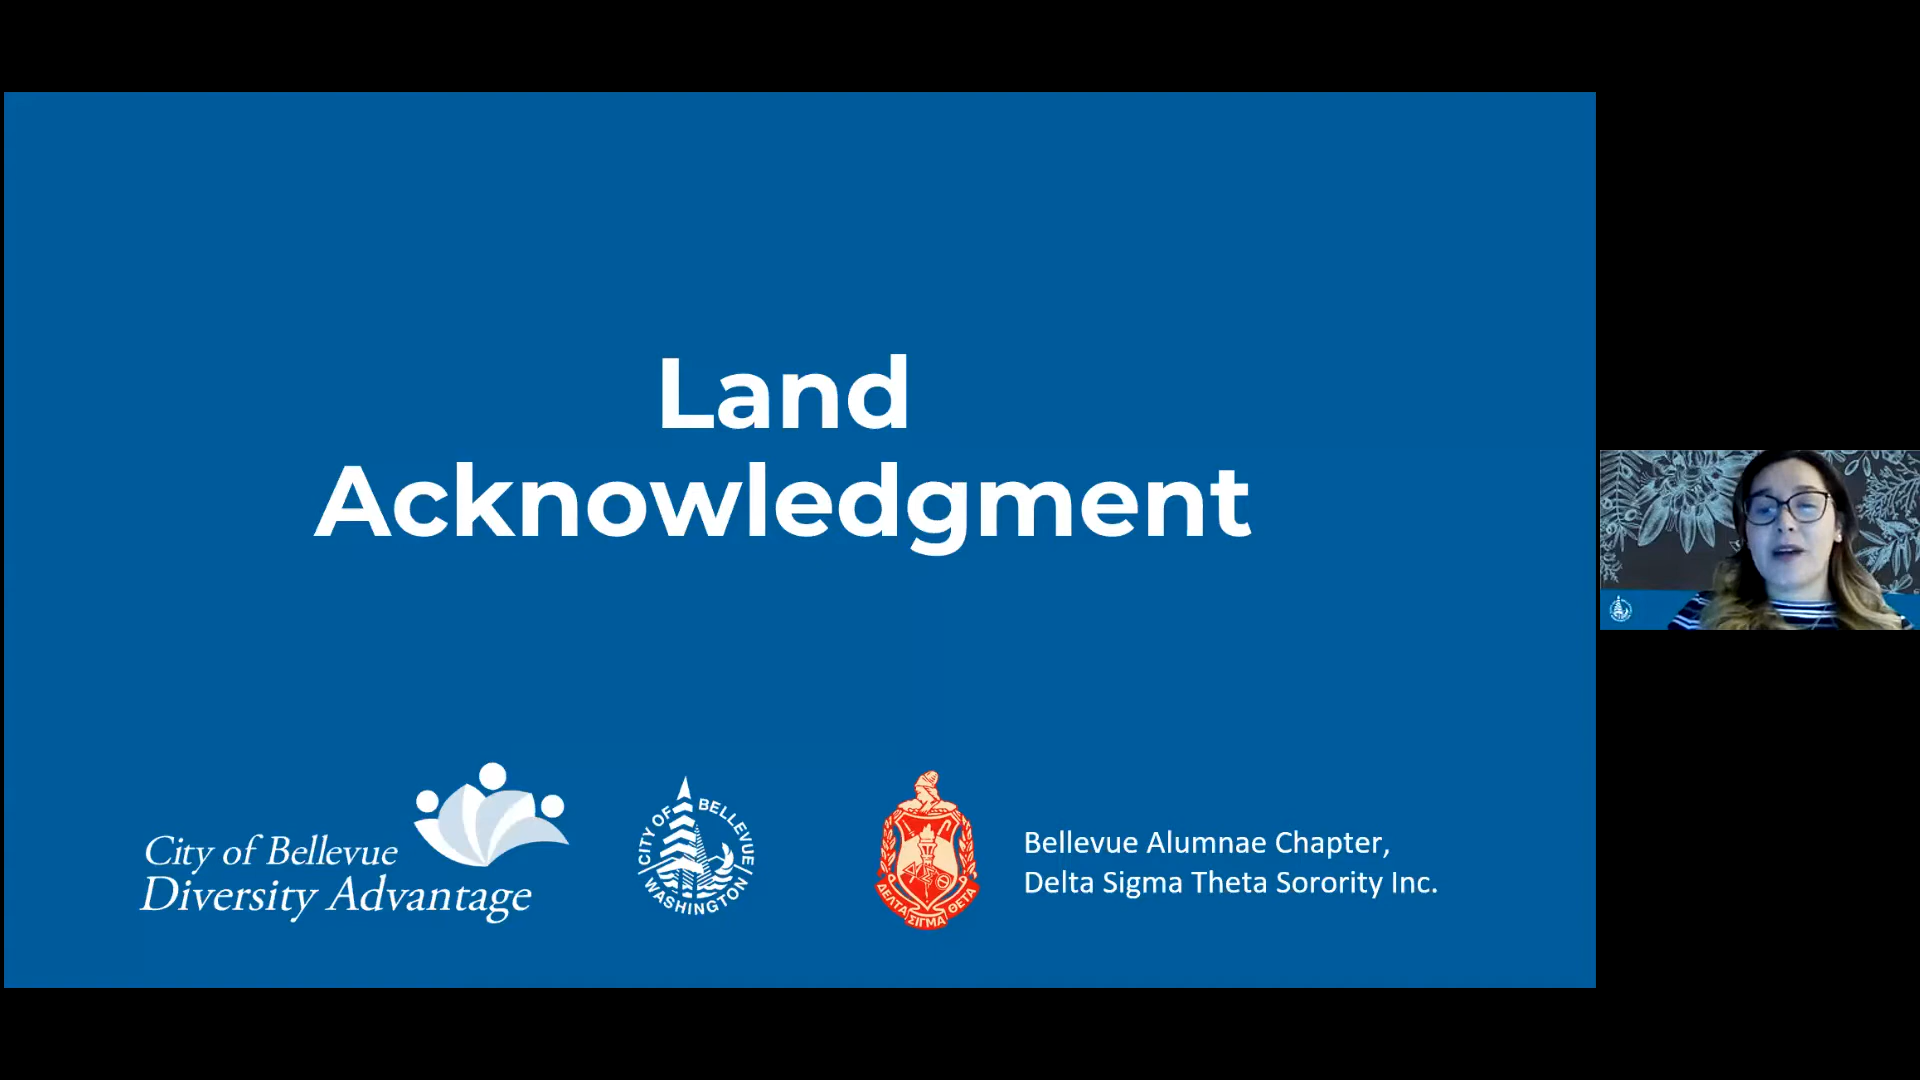 Land
Acknowledgment
City of Bellevue
Diversity Advantage
CITY OF BELLEVUE
WASHINGTON
ΔΕΛΤΑ ΣΙΓΜΑ ΘΕΤΑ
ΔΣΘ
Bellevue Alumnae Chapter,
Delta Sigma Theta Sorority Inc.